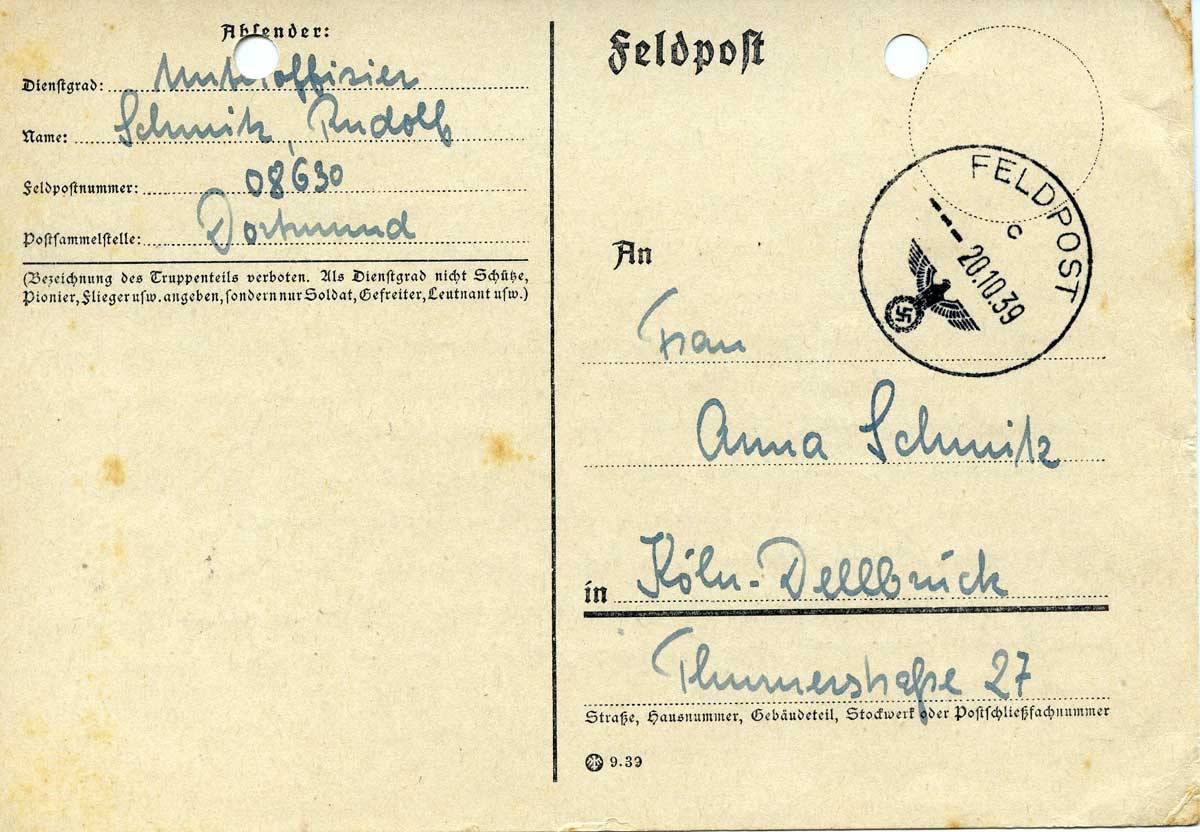 Absender:
Dienstgrad: Unteroffizier
Name: Schmitz, Rudolf
Feldpostnummer: 08630
Postsammelstelle: Dortmund
(Bezeichnung des Truppenteils verboten. Als Dienstgrad nicht Schütze,
Pionier, Flieger usw. angeben, sondern nur Soldat, Gefreiter, Leutnant usw.)
Feldpost
FELDPOST
c
20.10.39
An
Frau
Anna Schmitz
in Köln-Dellbrück
Thurnerstraße 27
Straße, Hausnummer, Gebäudeteil, Stockwerk oder Postschließfachnummer
9.39